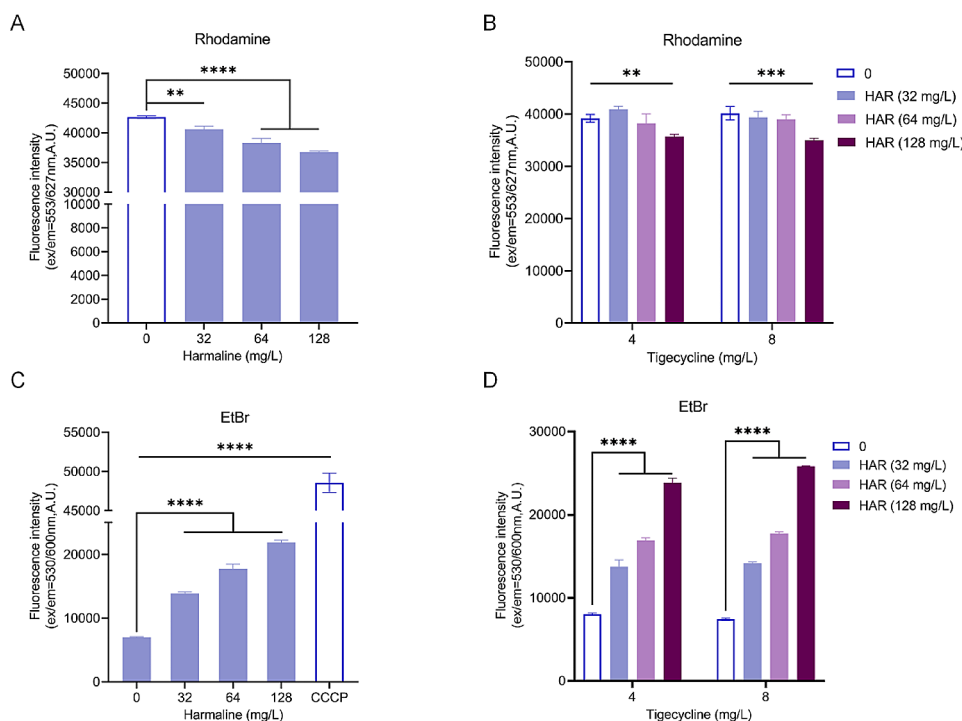 A
Rhodamine
Fluorescence intensity
(ex/em=553/627nm,A.U.)
50000
45000
40000
35000
30000
10000
8000
6000
4000
2000
0
****
**
0 32 64 128
Harmaline (mg/L)
B
Rhodamine
Fluorescence intensity
(ex/em=553/627nm,A.U.)
50000
40000
30000
20000
10000
0
** ***
4 8
Tigecycline (mg/L)
0
HAR (32 mg/L)
HAR (64 mg/L)
HAR (128 mg/L)
C
EtBr
Fluorescence intensity
(ex/em=530/600nm,A.U.)
55000
50000
45000
20000
10000
0
****
****
0 32 64 128 CCCP
Harmaline (mg/L)
D
EtBr
Fluorescence intensity
(ex/em=530/600nm,A.U.)
30000
20000
10000
0
**** ****
4 8
Tigecycline (mg/L)
0
HAR (32 mg/L)
HAR (64 mg/L)
HAR (128 mg/L)